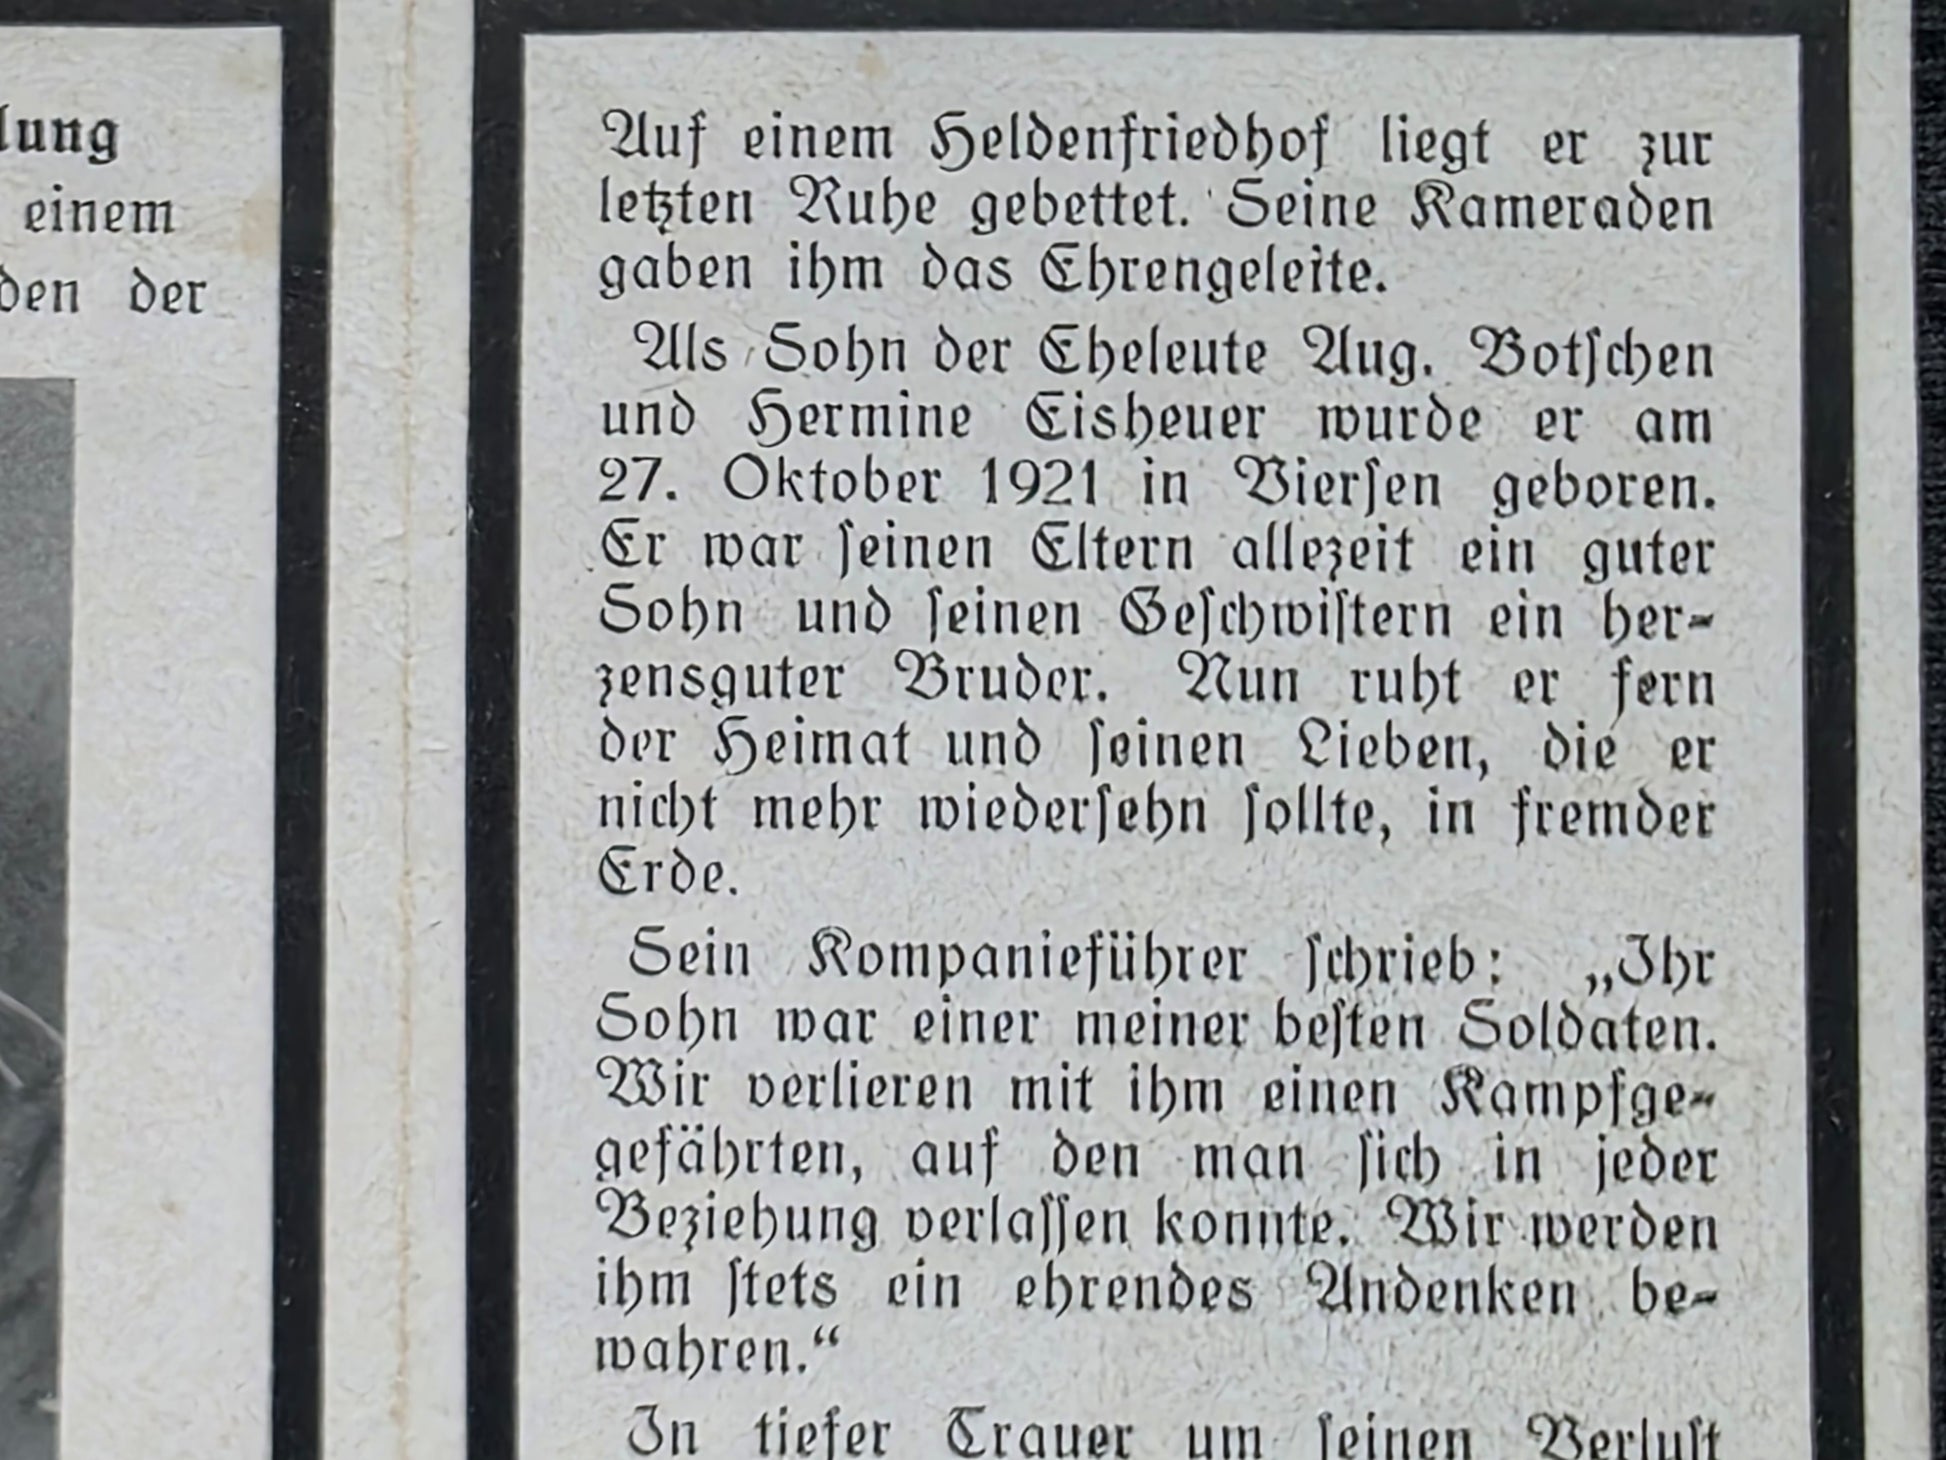 lung
einem
den der
Auf einem Heldenfriedhof liegt er zur
letzten Ruhe gebettet. Seine Kameraden
gaben ihm das Ehrengeleite.
Als Sohn der Eheleute Aug. Botſchen
und Hermine Eisheuer wurde er am
27. Oktober 1921 in Vierſen geboren.
Er war ſeinen Eltern allezeit ein guter
Sohn und ſeinen Geſchwiſtern ein her-
zensguter Bruder. Nun ruht er fern
der Heimat und ſeinen Lieben, die er
nicht mehr wiederſehn ſollte, in fremder
Erde.
Sein Kompanieführer ſchrieb: „Ihr
Sohn war einer meiner beſten Soldaten.
Wir verlieren mit ihm einen Kampfge-
gefährten, auf den man ſich in jeder
Beziehung verlaſſen konnte. Wir werden
ihm ſtets ein ehrendes Andenken be-
wahren.“
In tiefer Trauer um ſeinen Verluſt